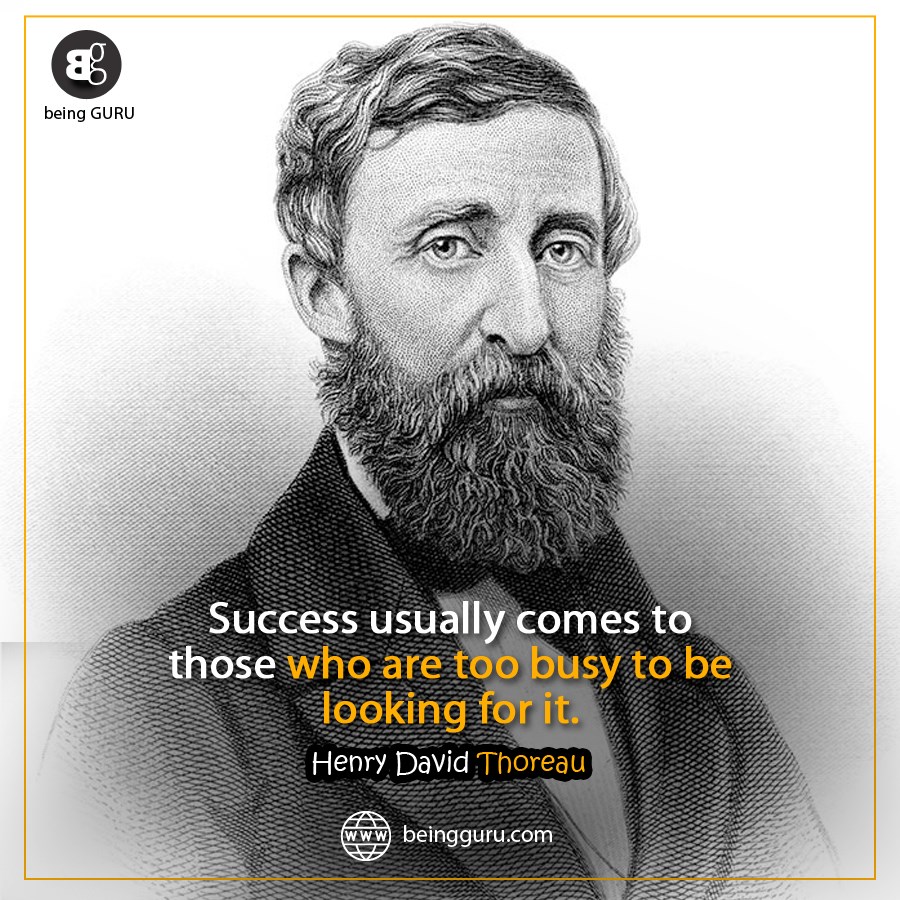 Bg
being GURU
Success usually comes to
those who are too busy to be
looking for it.
Henry David Thoreau
www beingguru.com